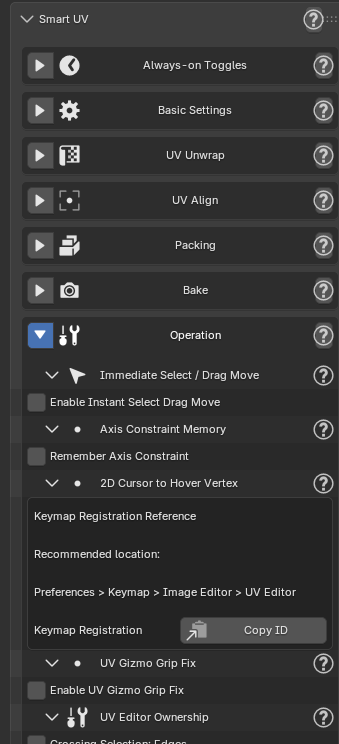 Smart UV
Always-on Toggles
Basic Settings
UV Unwrap
UV Align
Packing
Bake
Operation
Immediate Select / Drag Move
Enable Instant Select Drag Move
Axis Constraint Memory
Remember Axis Constraint
2D Cursor to Hover Vertex
Keymap Registration Reference
Recommended location:
Preferences > Keymap > Image Editor > UV Editor
Keymap Registration Copy ID
UV Gizmo Grip Fix
Enable UV Gizmo Grip Fix
UV Editor Ownership
Crossing Selection: Edges